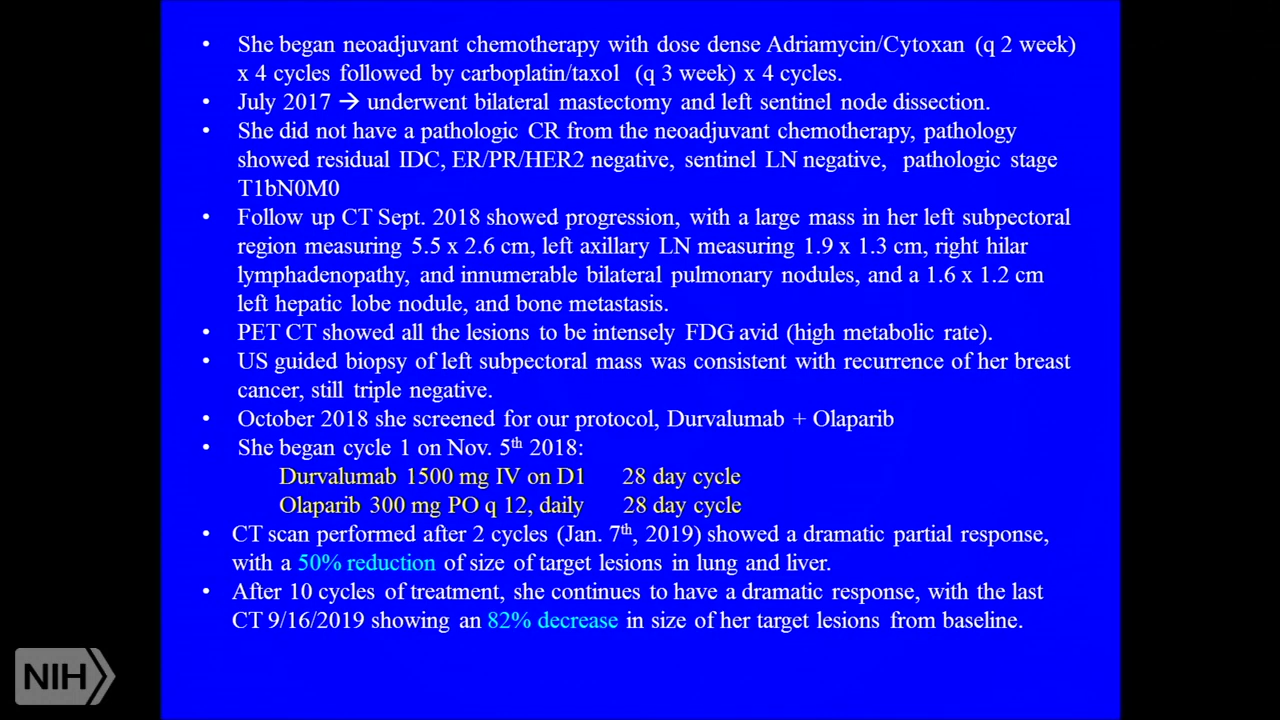 • She began neoadjuvant chemotherapy with dose dense Adriamycin/Cytoxan (q 2 week)
x 4 cycles followed by carboplatin/taxol (q 3 week) x 4 cycles.
• July 2017 → underwent bilateral mastectomy and left sentinel node dissection.
• She did not have a pathologic CR from the neoadjuvant chemotherapy, pathology
showed residual IDC, ER/PR/HER2 negative, sentinel LN negative, pathologic stage
T1bN0M0
• Follow up CT Sept. 2018 showed progression, with a large mass in her left subpectoral
region measuring 5.5 x 2.6 cm, left axillary LN measuring 1.9 x 1.3 cm, right hilar
lymphadenopathy, and innumerable bilateral pulmonary nodules, and a 1.6 x 1.2 cm
left hepatic lobe nodule, and bone metastasis.
• PET CT showed all the lesions to be intensely FDG avid (high metabolic rate).
• US guided biopsy of left subpectoral mass was consistent with recurrence of her breast
cancer, still triple negative.
• October 2018 she screened for our protocol, Durvalumab + Olaparib
• She began cycle 1 on Nov. 5th 2018:
Durvalumab 1500 mg IV on D1 28 day cycle
Olaparib 300 mg PO q 12, daily 28 day cycle
• CT scan performed after 2 cycles (Jan. 7th, 2019) showed a dramatic partial response,
with a 50% reduction of size of target lesions in lung and liver.
• After 10 cycles of treatment, she continues to have a dramatic response, with the last
CT 9/16/2019 showing an 82% decrease in size of her target lesions from baseline.
NIH